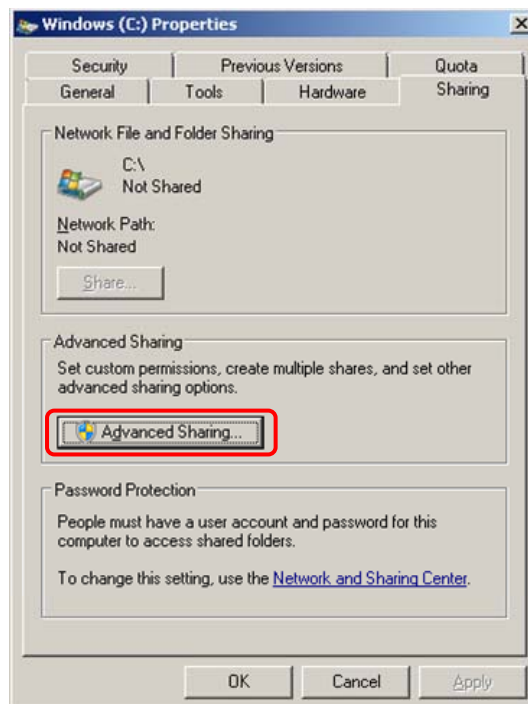 Windows (C:) Properties
Security Previous Versions Quota
General Tools Hardware Sharing
Network File and Folder Sharing
C:\
Not Shared
Network Path:
Not Shared
Share...
Advanced Sharing
Set custom permissions, create multiple shares, and set other
advanced sharing options.
Advanced Sharing...
Password Protection
People must have a user account and password for this
computer to access shared folders.
To change this setting, use the Network and Sharing Center.
OK Cancel Apply